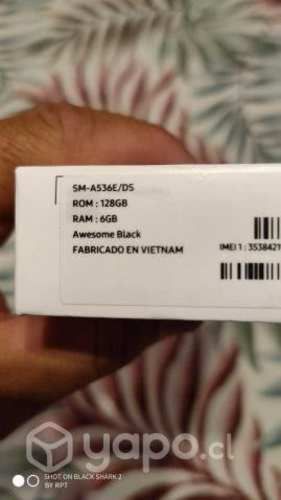 SM-A536E/DS
ROM : 128GB
RAM : 6GB
Awesome Black
FABRICADO EN VIETNAM
IMEI 1 : 3538421
yapo.cl
SHOT ON BLACK SHARK 2
BY RPT